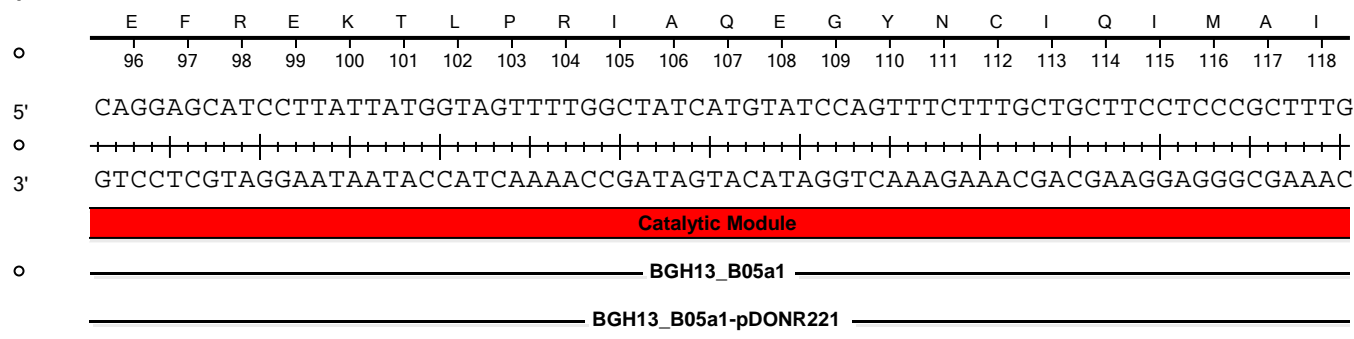 E F R E K T L P R I A Q E G Y N C I Q I M A I
96 97 98 99 100 101 102 103 104 105 106 107 108 109 110 111 112 113 114 115 116 117 118
5' CAGGAGCATCCTTATTATGGTAGTTTTGGCTATCATGTATCCAGTTTCTTTGCTGCTTCCTCCCGCTTTG
3' GTCCTCGTAGGAATAATACCATCAAAACCGATAGTACATAGGTCAAAGAAACGACGAAGGAGGGCGAAAC
Catalytic Module
BGH13_B05a1
BGH13_B05a1-pDONR221